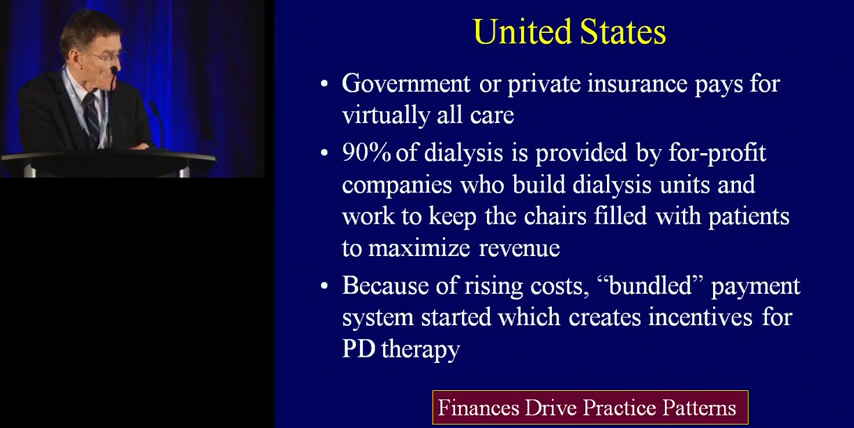 United States
• Government or private insurance pays for
virtually all care
• 90% of dialysis is provided by for-profit
companies who build dialysis units and
work to keep the chairs filled with patients
to maximize revenue
• Because of rising costs, “bundled” payment
system started which creates incentives for
PD therapy
Finances Drive Practice Patterns